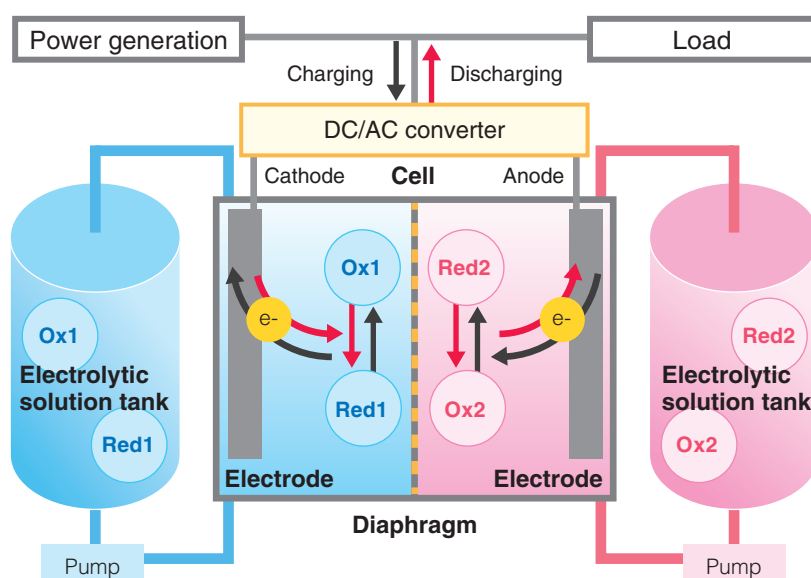 Power generation
Load
Charging
Discharging
DC/AC converter
Cathode
Cell
Anode
Ox1
Red2
e-
e-
Ox1
Red2
Electrolytic
solution tank
Electrolytic
solution tank
Red1
Ox2
Red1
Ox2
Electrode
Electrode
Diaphragm
Pump
Pump